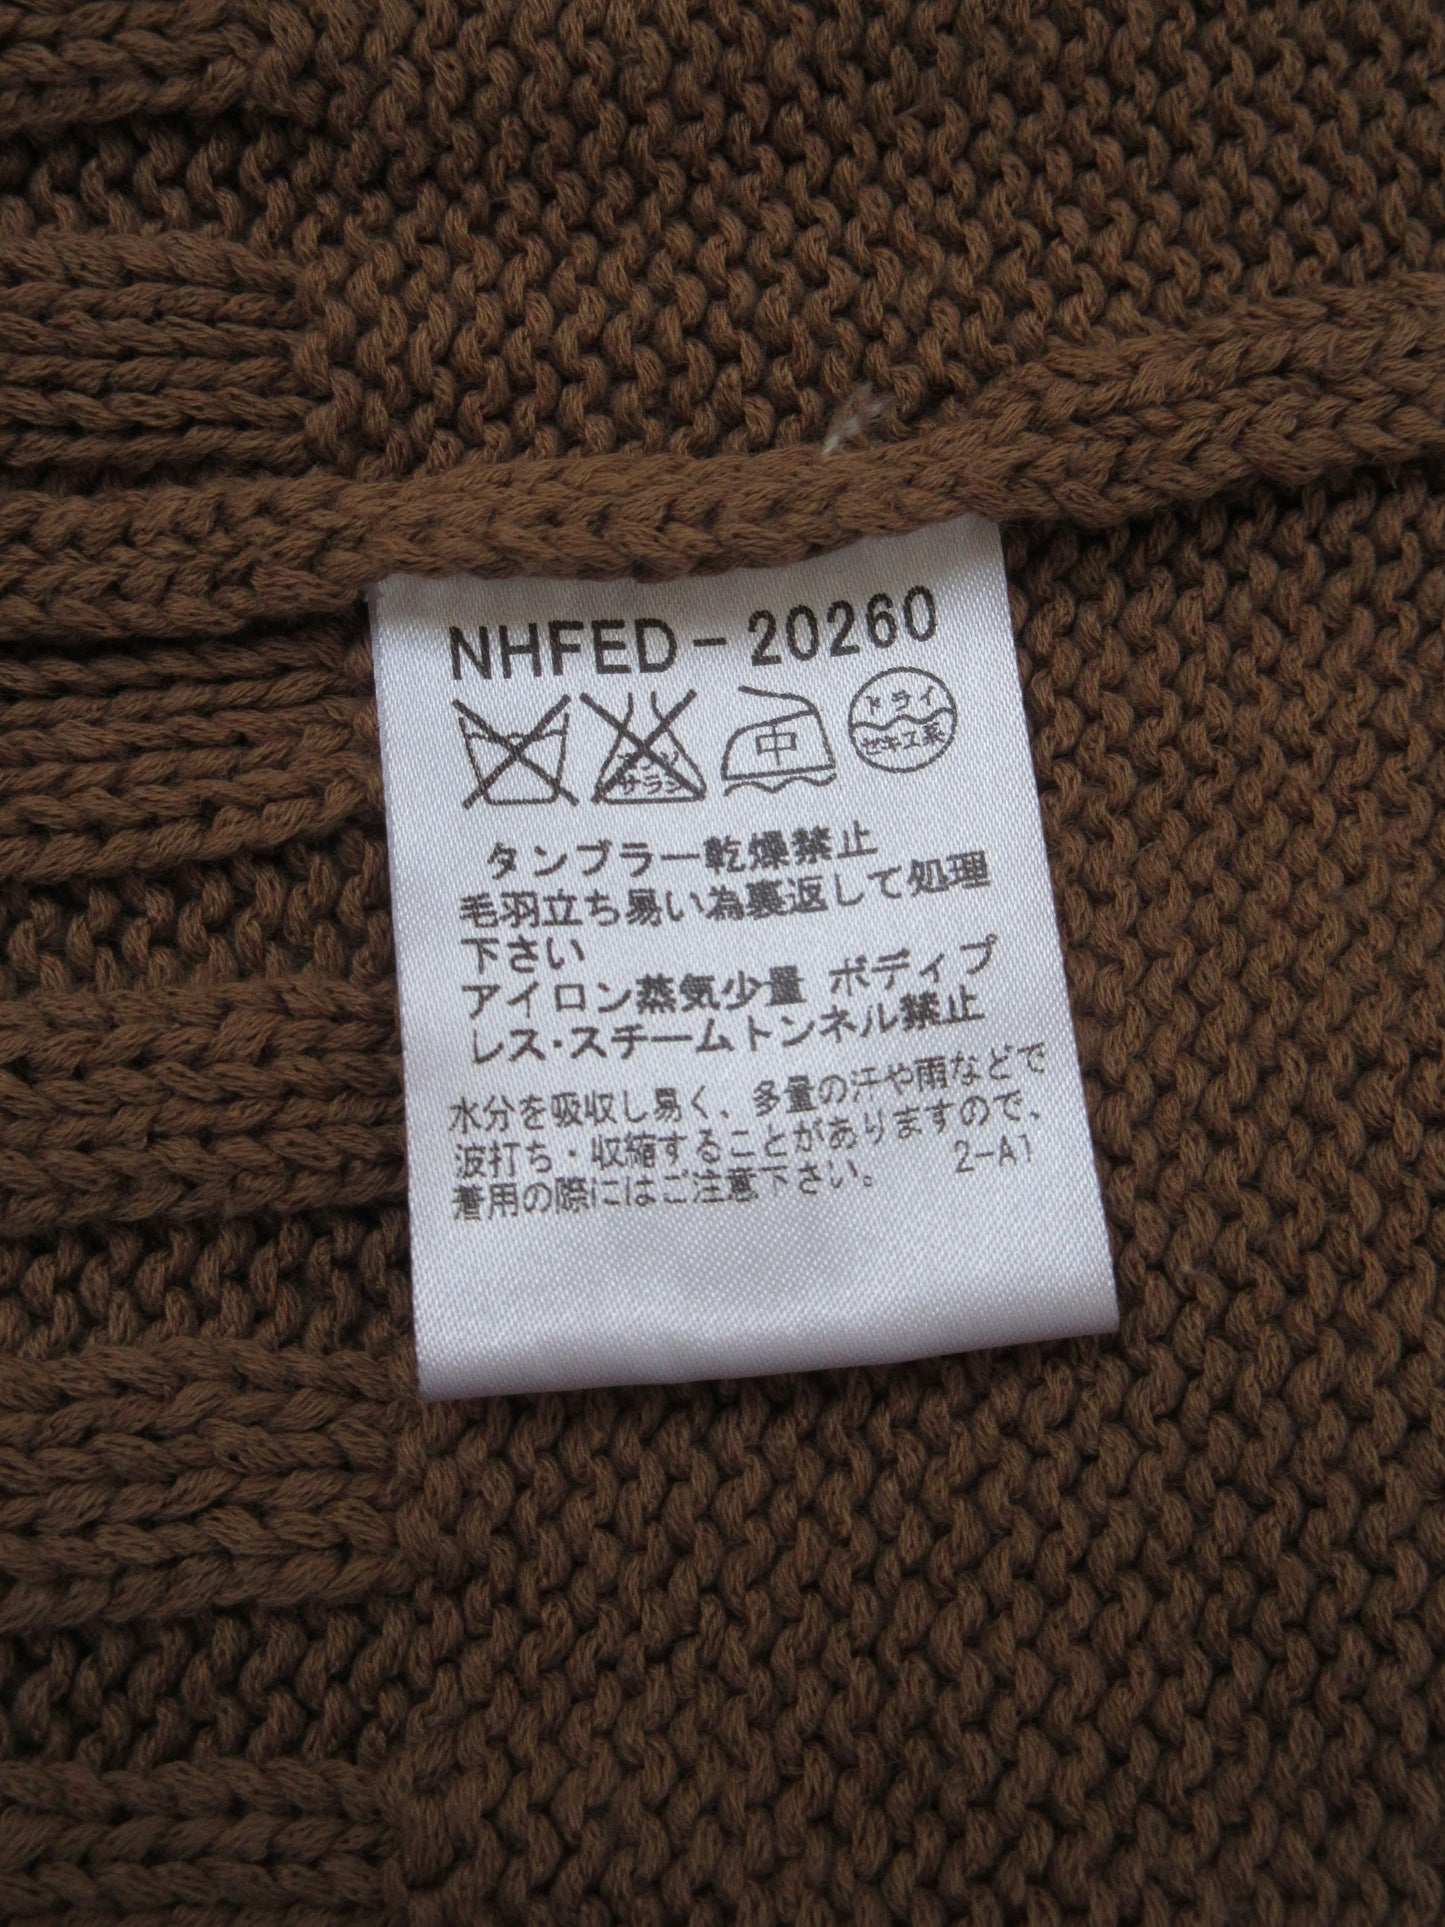 NHFED-20260
エンソ
サラシ
中
ドライ
セキユ系
タンブラー乾燥禁止
毛羽立ち易い為裏返して処理
下さい
アイロン蒸気少量 ボディプ
レス・スチームトンネル禁止
水分を吸収し易く、多量の汗や雨などで
波打ち・収縮することがありますので、
着用の際にはご注意下さい。 2-A1